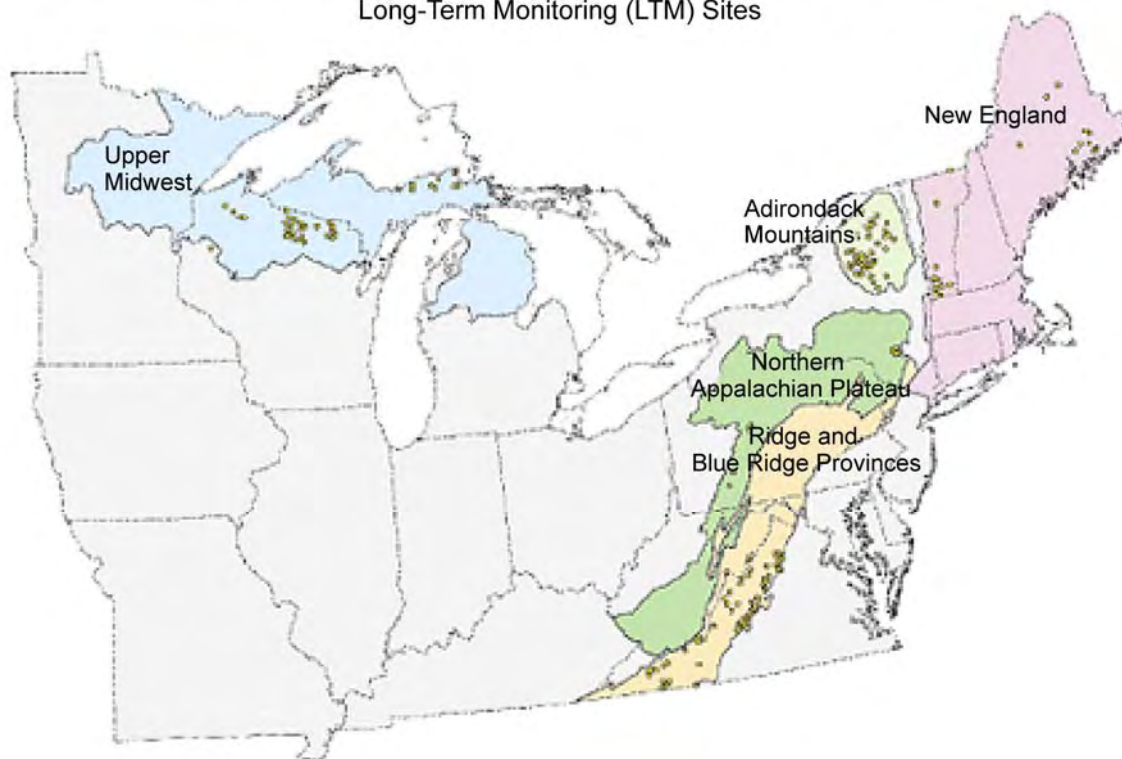 Long-Term Monitoring (LTM) Sites
New England
Upper
Midwest
Adirondack
Mountains
Northern
Appalachian Plateau
Ridge and
Blue Ridge Provinces